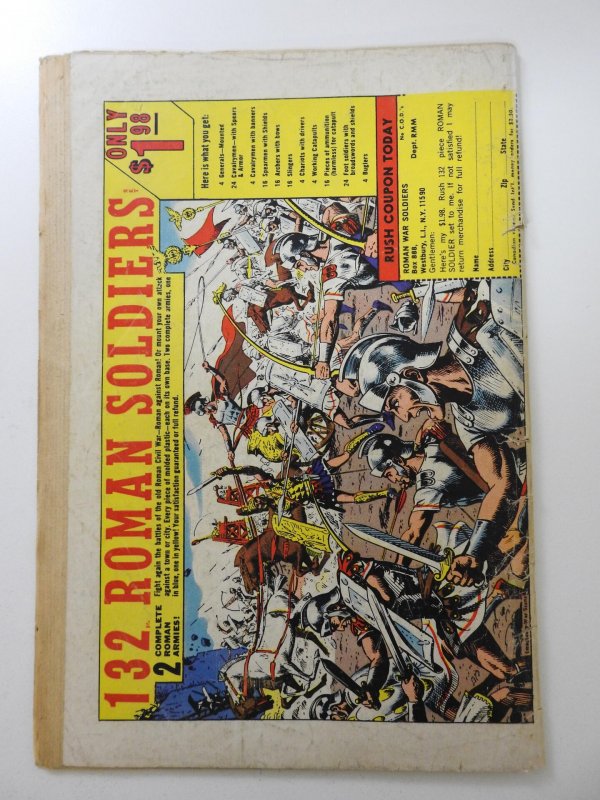 132 PC. ROMAN SOLDIERS SET
ONLY
$1.98
2 COMPLETE
ROMAN
ARMIES!
Fight again the battles of the old Roman Civil War—Roman against Roman! Or mount your own attack
against a town or city. Every piece of molded plastic—each on its own base. Two complete armies, one
in blue, one in yellow! Your satisfaction guaranteed or full refund.
Here is what you get:
4 Generals—Mounted
24 Cavalrymen—with Spears
& Armor
4 Cavalrymen with banners
16 Spearmen with Shields
16 Archers with bows
16 Slingers
4 Chariots with drivers
4 Working Catapults
16 Pieces of ammunition
(harmless) for catapult
24 Foot soldiers with
broadswords and shields
4 Buglers
RUSH COUPON TODAY
No C.O.D.'s
ROMAN WAR SOLDIERS Dept. RMM
Box 888,
Westbury, L.I., N.Y. 11590
Gentlemen:
Here's my $1.98. Rush 132 piece ROMAN
SOLDIER set to me. If not satisfied I may
return merchandise for full refund!
Name
Address
City Zip State